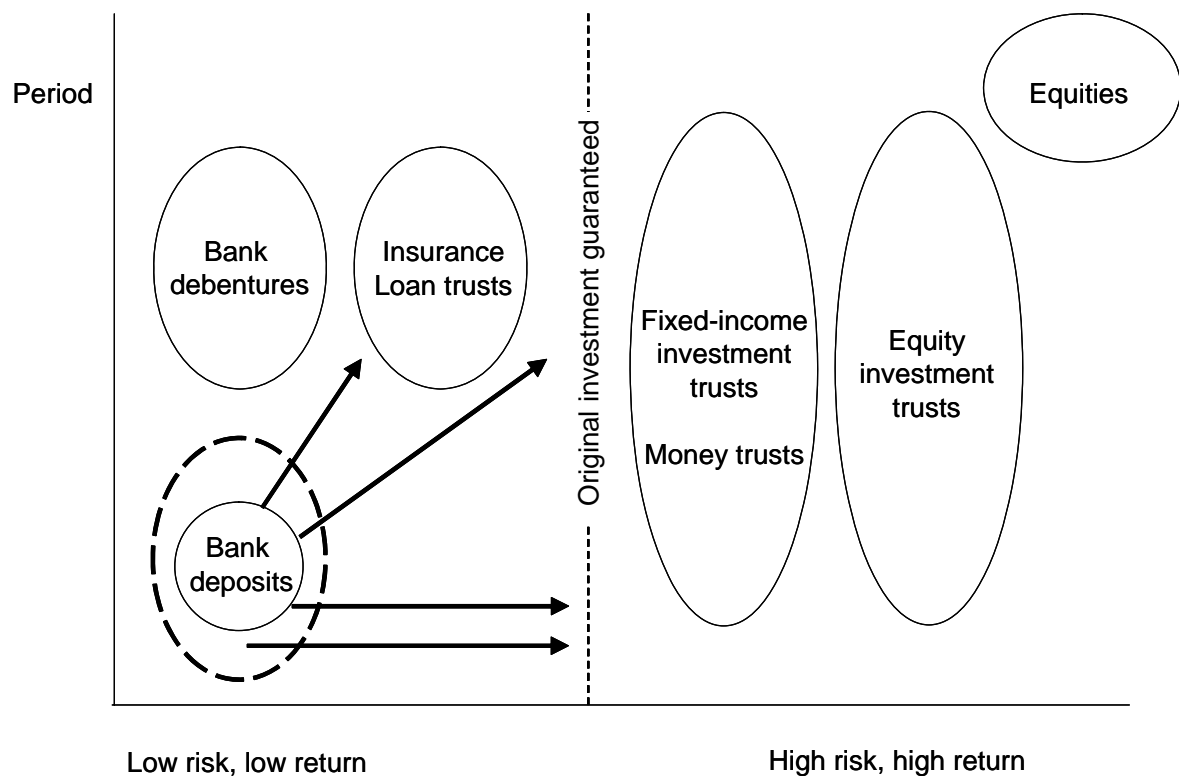 Period
Equities
Original investment guaranteed
Bank
debentures
Insurance
Loan trusts
Fixed-income
investment
trusts
Money trusts
Equity
investment
trusts
Bank
deposits
Low risk, low return
High risk, high return